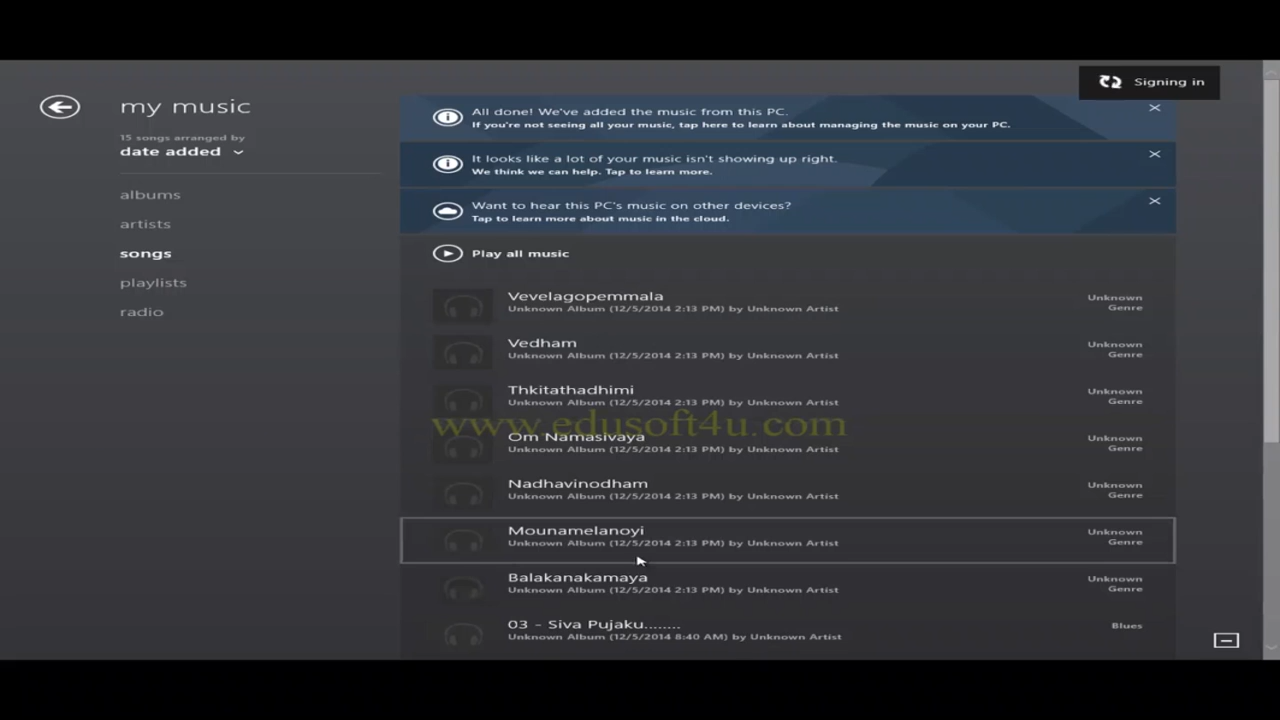 Signing in
my music
15 songs arranged by
date added
albums
artists
songs
playlists
radio
All done! We've added the music from this PC.
If you're not seeing all your music, tap here to learn about managing the music on your PC.
It looks like a lot of your music isn't showing up right.
We think we can help. Tap to learn more.
Want to hear this PC's music on other devices?
Tap to learn more about music in the cloud.
Play all music
Vevelagopemmala
Unknown Album (12/5/2014 2:13 PM) by Unknown Artist
Unknown
Genre
Vedham
Unknown Album (12/5/2014 2:13 PM) by Unknown Artist
Unknown
Genre
Thkitathadhimi
Unknown Album (12/5/2014 2:13 PM) by Unknown Artist
Unknown
Genre
www.edusoft4u.com
Om Namasivaya
Unknown Album (12/5/2014 2:13 PM) by Unknown Artist
Unknown
Genre
Nadhavinodham
Unknown Album (12/5/2014 2:13 PM) by Unknown Artist
Unknown
Genre
Mounamelanoyi
Unknown Album (12/5/2014 2:13 PM) by Unknown Artist
Unknown
Genre
Balakanakamaya
Unknown Album (12/5/2014 2:13 PM) by Unknown Artist
Unknown
Genre
03 - Siva Pujaku........
Unknown Album (12/5/2014 8:40 AM) by Unknown Artist
Blues